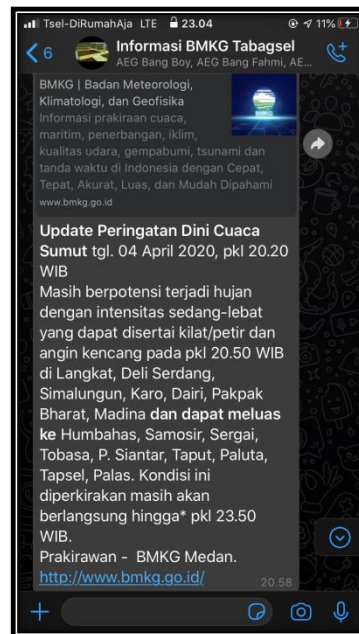 Tsel-DiRumahAja LTE 23.04 11%
6 Informasi BMKG Tabagsel
AEG Bang Boy, AEG Bang Fahmi, AE...
BMKG | Badan Meteorologi,
Klimatologi, dan Geofisika
Informasi prakiraan cuaca,
maritim, penerbangan, iklim,
kualitas udara, gempabumi, tsunami dan
tanda waktu di Indonesia dengan Cepat,
Tepat, Akurat, Luas, dan Mudah Dipahami
www.bmkg.go.id
Update Peringatan Dini Cuaca
Sumut tgl. 04 April 2020, pkl 20.20
WIB
Masih berpotensi terjadi hujan
dengan intensitas sedang-lebat
yang dapat disertai kilat/petir dan
angin kencang pada pkl 20.50 WIB
di Langkat, Deli Serdang,
Simalungun, Karo, Dairi, Pakpak
Bharat, Madina dan dapat meluas
ke Humbahas, Samosir, Sergai,
Tobasa, P. Siantar, Taput, Paluta,
Tapsel, Palas. Kondisi ini
diperkirakan masih akan
berlangsung hingga* pkl 23.50
WIB.
Prakirawan - BMKG Medan.
http://www.bmkg.go.id/ 20.58